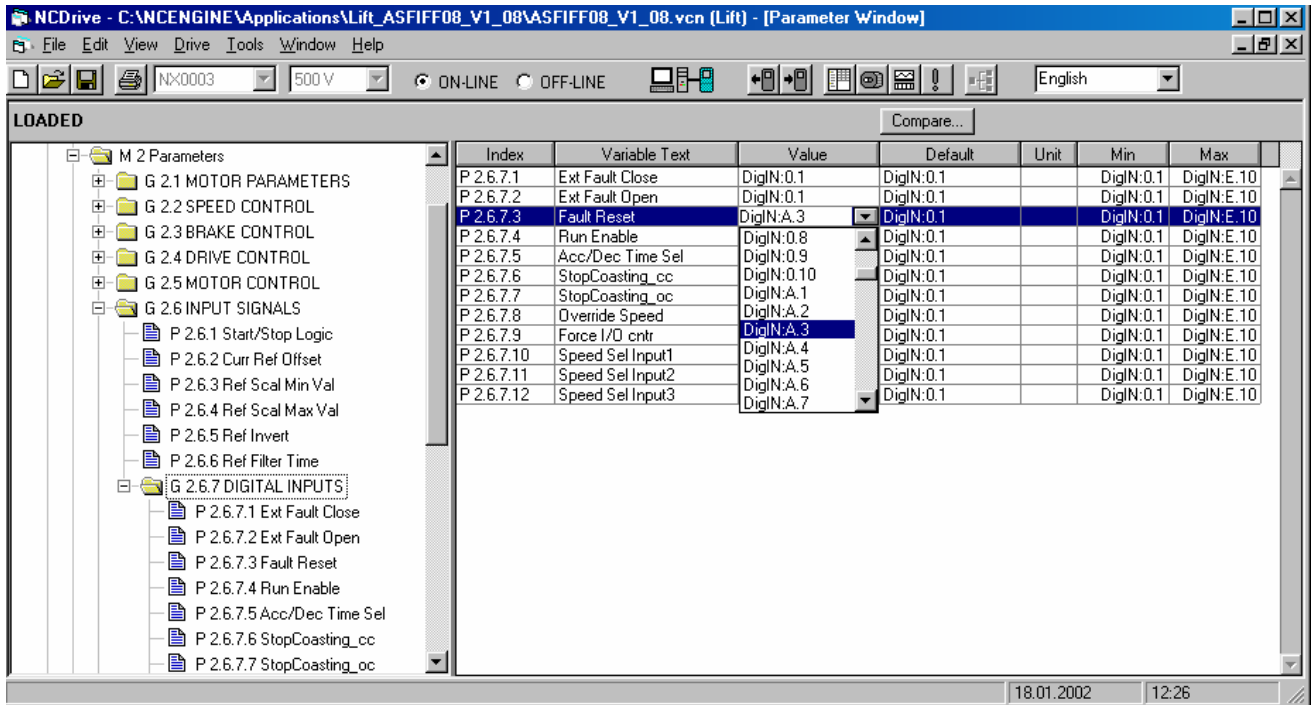 NCDrive - C:\NCENGINE\Applications\Lift_ASFIFF08_V1_08\ASFIFF08_V1_08.vcn (Lift) - [Parameter Window]
File Edit View Drive Tools Window Help
NX0003 500 V ON-LINE OFF-LINE English
LOADED Compare...
M 2 Parameters
G 2.1 MOTOR PARAMETERS
G 2.2 SPEED CONTROL
G 2.3 BRAKE CONTROL
G 2.4 DRIVE CONTROL
G 2.5 MOTOR CONTROL
G 2.6 INPUT SIGNALS
P 2.6.1 Start/Stop Logic
P 2.6.2 Curr Ref Offset
P 2.6.3 Ref Scal Min Val
P 2.6.4 Ref Scal Max Val
P 2.6.5 Ref Invert
P 2.6.6 Ref Filter Time
G 2.6.7 DIGITAL INPUTS
P 2.6.7.1 Ext Fault Close
P 2.6.7.2 Ext Fault Open
P 2.6.7.3 Fault Reset
P 2.6.7.4 Run Enable
P 2.6.7.5 Acc/Dec Time Sel
P 2.6.7.6 StopCoasting_cc
P 2.6.7.7 StopCoasting_oc
Index Variable Text Value Default Unit Min Max
P 2.6.7.1 Ext Fault Close DigIN:0.1 DigIN:0.1 DigIN:0.1 DigIN:E.10
P 2.6.7.2 Ext Fault Open DigIN:0.1 DigIN:0.1 DigIN:0.1 DigIN:E.10
P 2.6.7.3 Fault Reset DigIN:A.3 DigIN:0.1 DigIN:0.1 DigIN:E.10
P 2.6.7.4 Run Enable DigIN:0.8 DigIN:0.1 DigIN:0.1 DigIN:E.10
P 2.6.7.5 Acc/Dec Time Sel DigIN:0.9 DigIN:0.1 DigIN:0.1 DigIN:E.10
P 2.6.7.6 StopCoasting_cc DigIN:0.10 DigIN:0.1 DigIN:0.1 DigIN:E.10
P 2.6.7.7 StopCoasting_oc DigIN:A.1 DigIN:0.1 DigIN:0.1 DigIN:E.10
P 2.6.7.8 Override Speed DigIN:A.2 DigIN:0.1 DigIN:0.1 DigIN:E.10
P 2.6.7.9 Force I/O cntr DigIN:A.3 DigIN:0.1 DigIN:0.1 DigIN:E.10
P 2.6.7.10 Speed Sel Input1 DigIN:A.4 DigIN:0.1 DigIN:0.1 DigIN:E.10
P 2.6.7.11 Speed Sel Input2 DigIN:A.5 DigIN:0.1 DigIN:0.1 DigIN:E.10
P 2.6.7.12 Speed Sel Input3 DigIN:A.6 DigIN:0.1 DigIN:0.1 DigIN:E.10
DigIN:A.7
18.01.2002 12:26